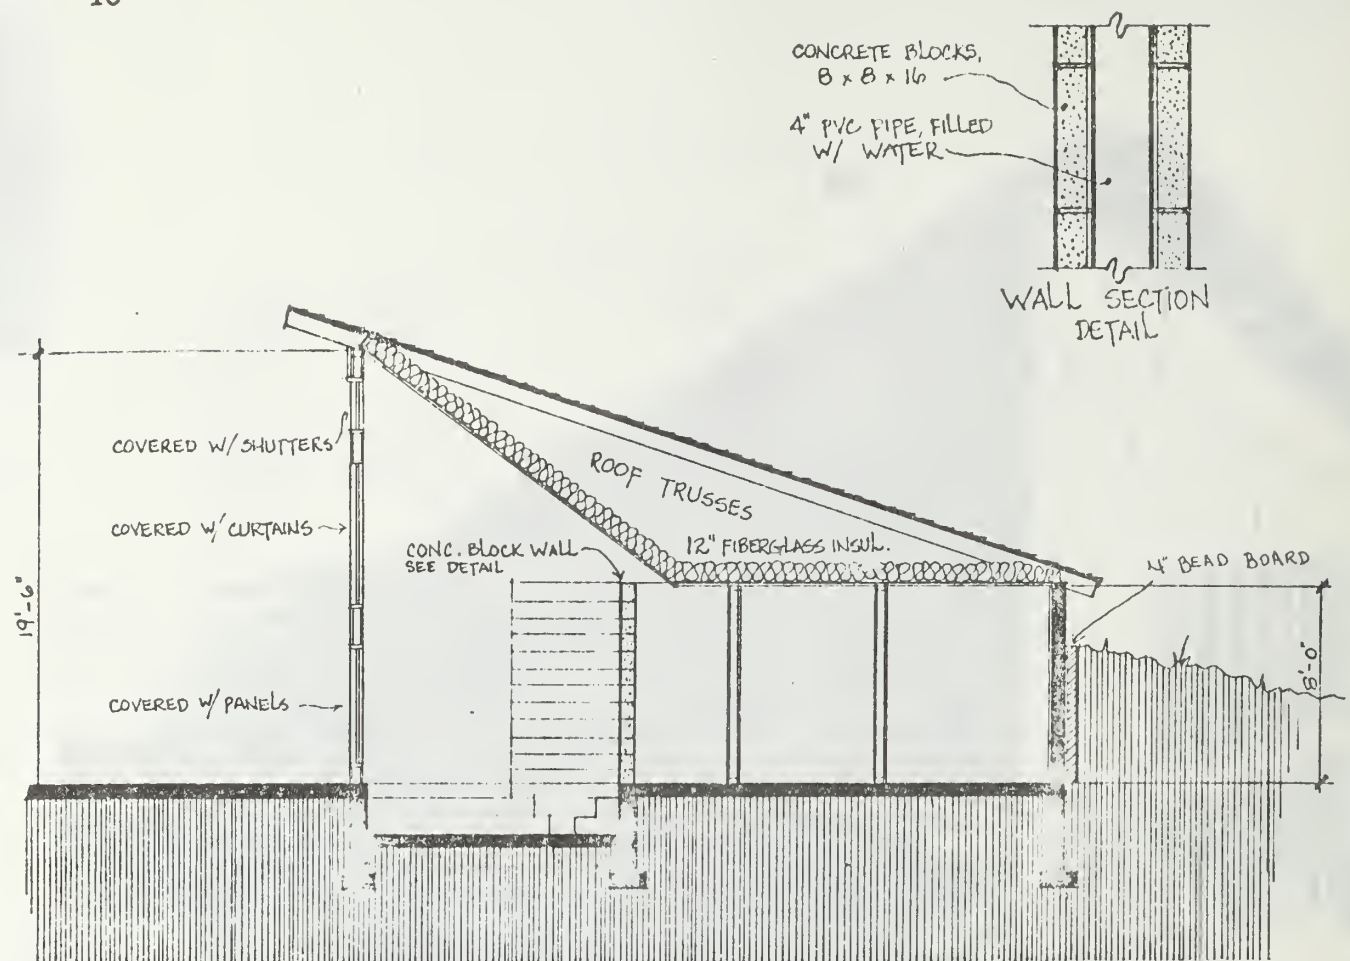 CONCRETE BLOCKS,
8 x 8 x 16
4" PVC PIPE, FILLED
W/ WATER
WALL SECTION
DETAIL
COVERED W/ SHUTTERS
ROOF TRUSSES
COVERED W/ CURTAINS
CONC. BLOCK WALL
SEE DETAIL
12" FIBERGLASS INSUL.
4" BEAD BOARD
19'-6"
8'-0"
COVERED W/ PANELS